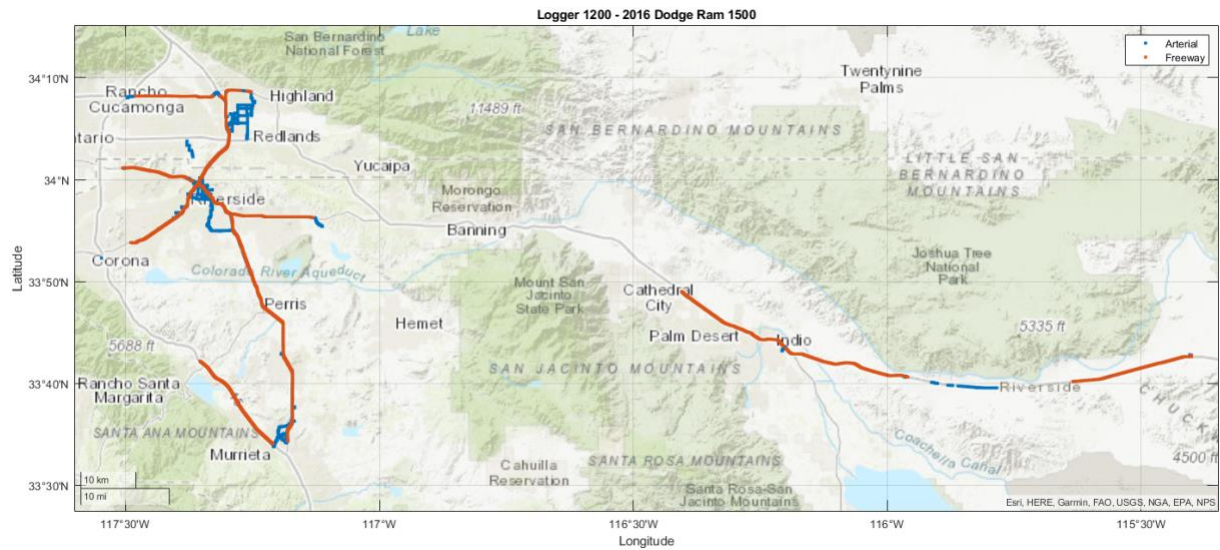 Logger 1200 - 2016 Dodge Ram 1500
Arterial
Freeway
Latitude
34°10'N
34°N
33°50'N
33°40'N
33°30'N
San Bernardino
National Forest
Lake
Rancho
Cucamonga
Highland
11489 ft
Twentynine
Palms
ntario
Redlands
SAN BERNARDINO MOUNTAINS
Yucaipa
LITTLE SAN
BERNARDINO
MOUNTAINS
Morongo
Reservation
Riverside
Banning
Corona
Colorado River Aqueduct
Joshua Tree
National
Park
Mount San
Jacinto
State Park
Cathedral
City
Perris
Hemet
5688 ft
Palm Desert
Indio
5335 ft
SAN JACINTO MOUNTAINS
Rancho Santa
Margarita
Riverside
CHUCK
SANTA ANA MOUNTAINS
Murrieta
Coachella Canal
Cahuilla
Reservation
SANTA ROSA MOUNTAINS
4500 ft
Santa Rosa-San
Jacinto Mountains
10 km
10 mi
Esri, HERE, Garmin, FAO, USGS, NGA, EPA, NPS
117°30'W
117°W
116°30'W
116°W
115°30'W
Longitude